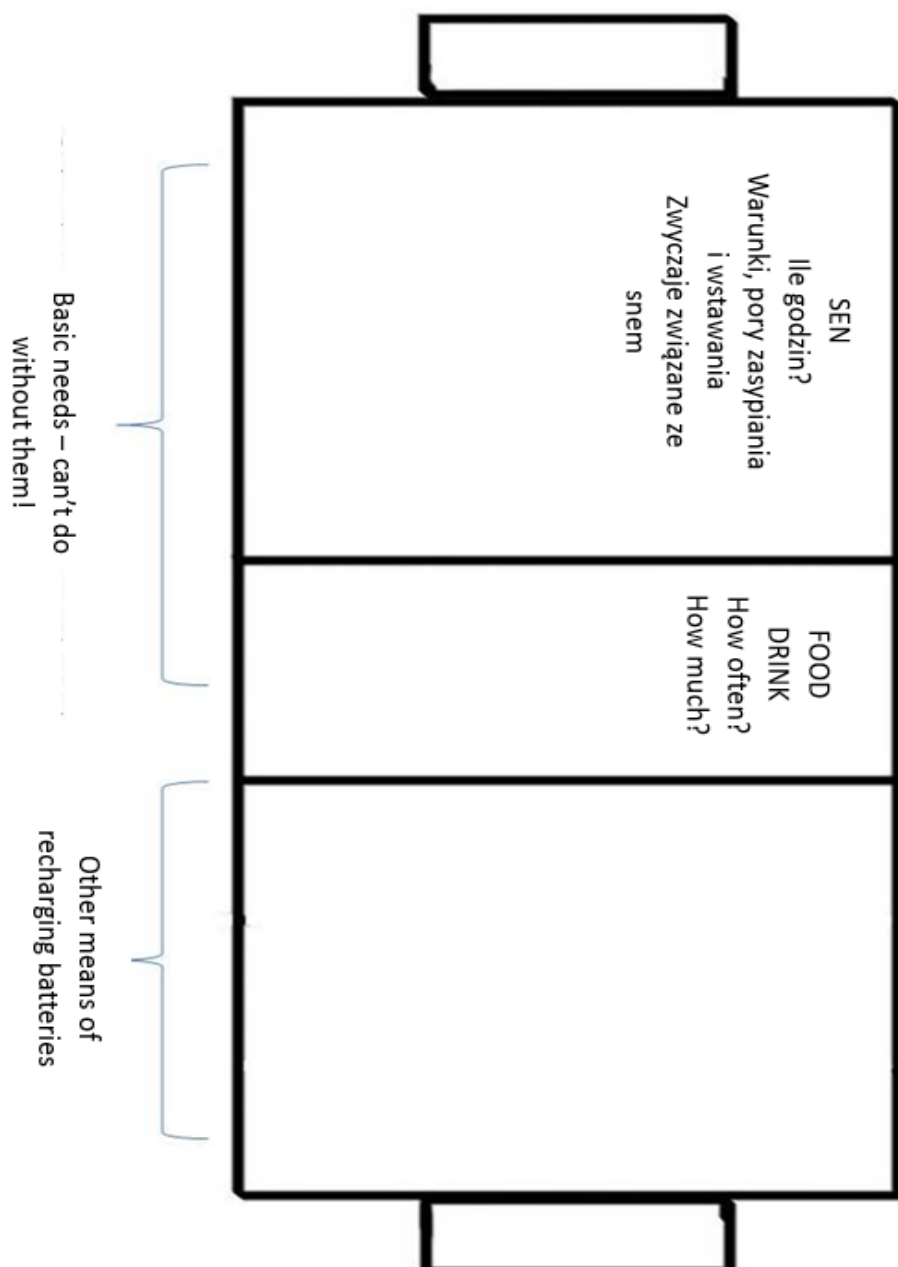 SEN
Ile godzin?
Warunki, pory zasypiania
i wstawania
Zwyczaje związane ze
snem
FOOD
DRINK
How often?
How much?
Basic needs – can't do
without them!
Other means of
recharging batteries